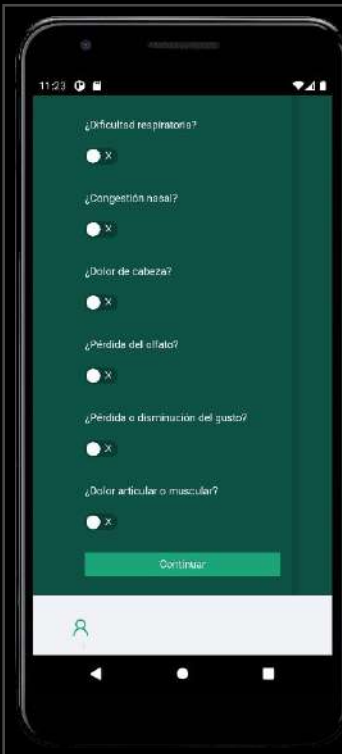 11:23
¿Dificultad respiratoria?
X
¿Congestión nasal?
X
¿Dolor de cabeza?
X
¿Pérdida del olfato?
X
¿Pérdida o disminución del gusto?
X
¿Dolor articular o muscular?
X
Continuar